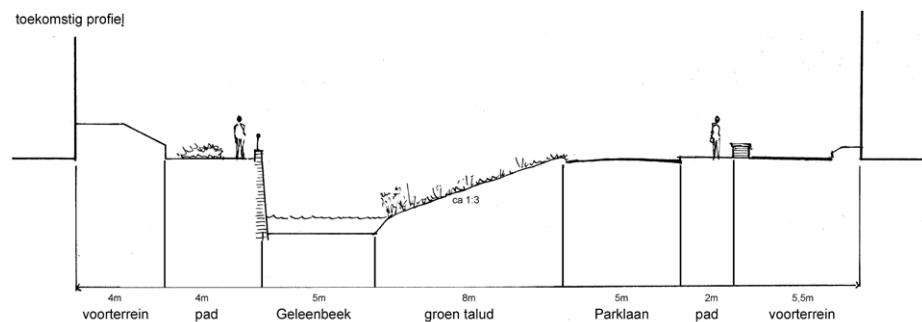 toekomstig profiel
ca 1:3
4m 4m 5m 8m 5m 2m 5,5m
voorterrein pad Geleenbeek groen talud Parklaan pad voorterrein